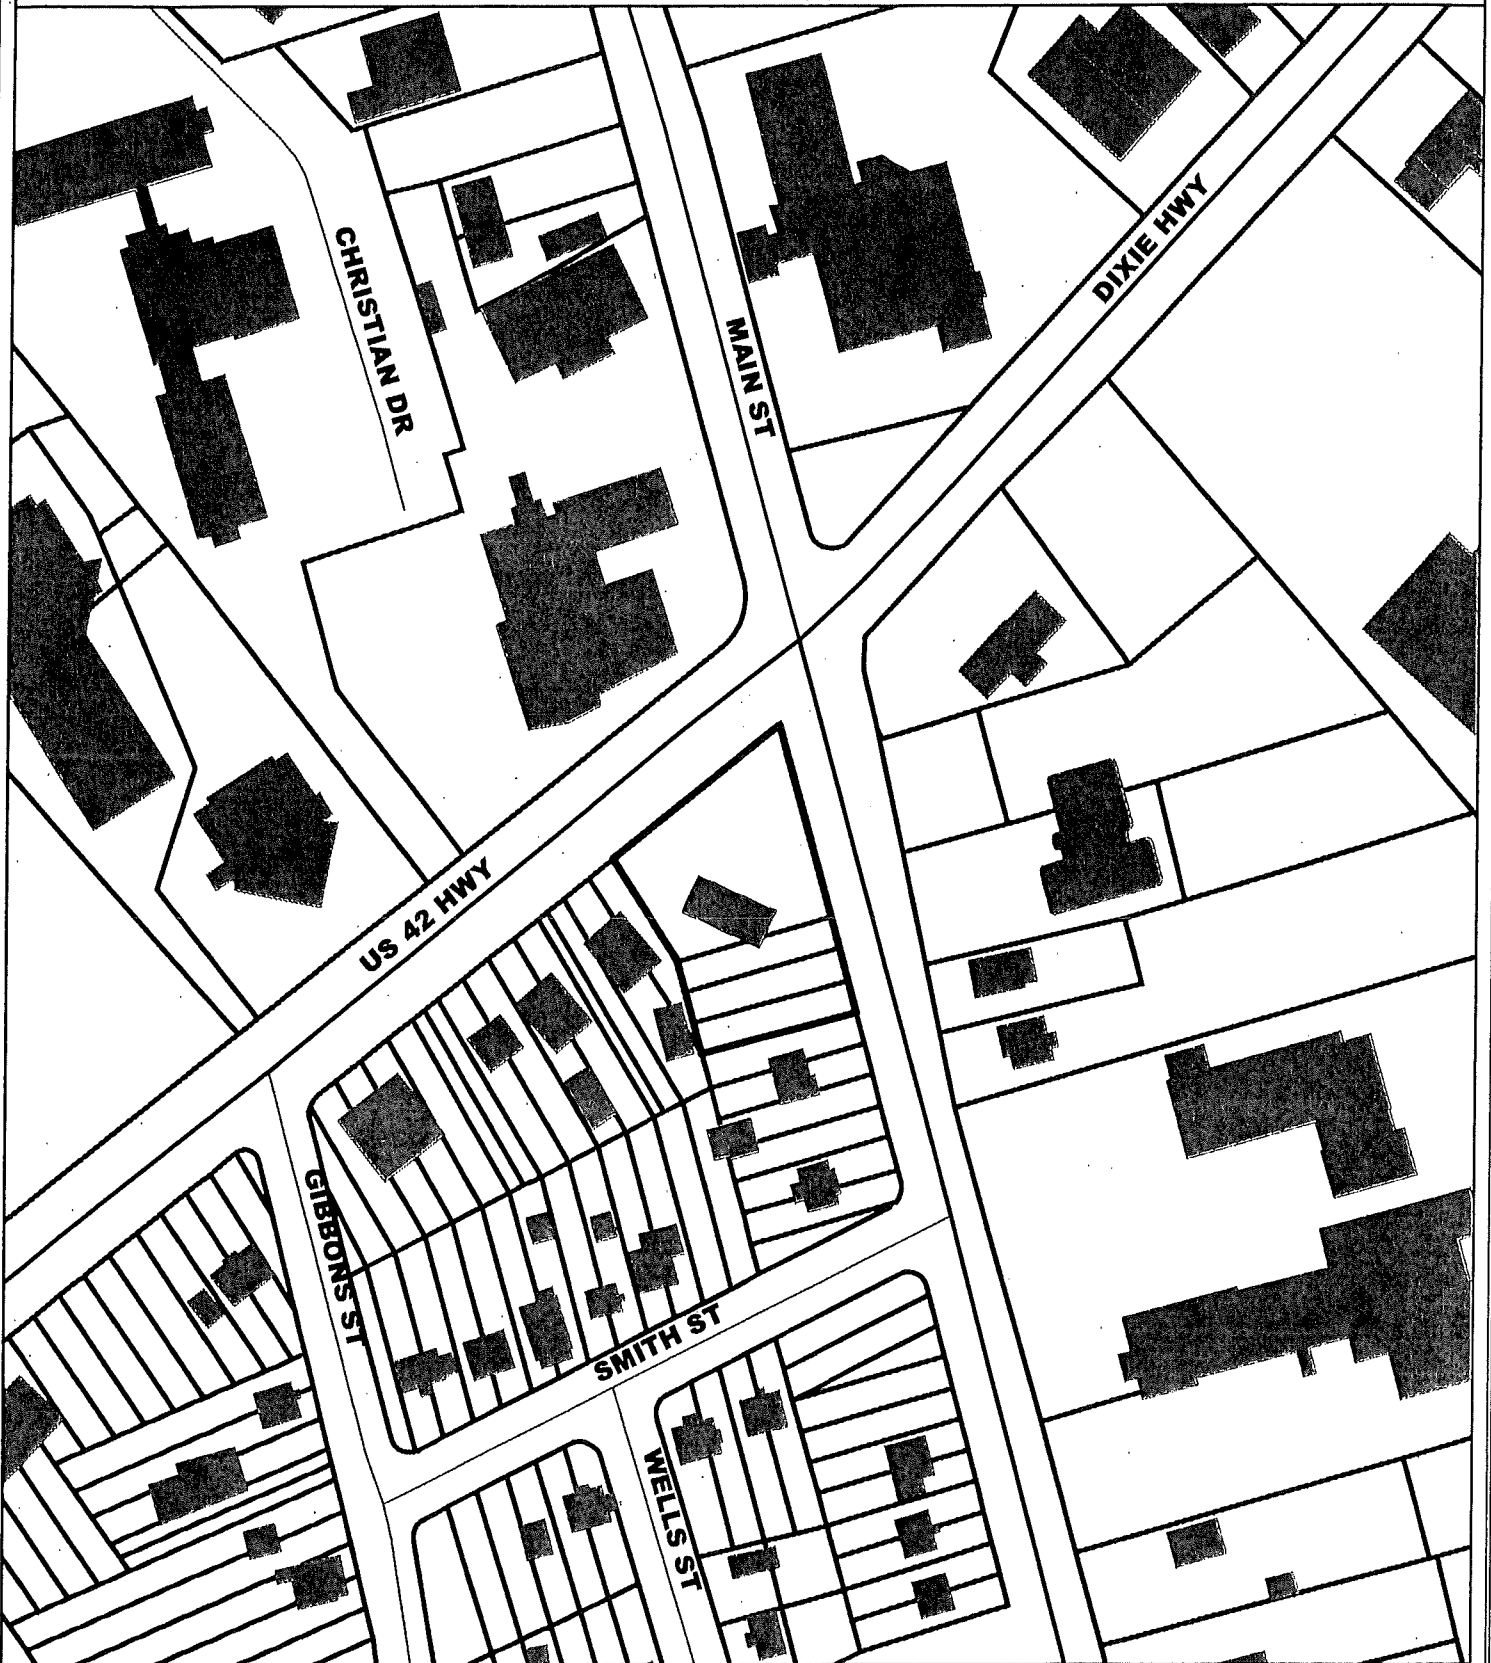 DIXIE HWY
CHRISTIAN DR
MAIN ST
US 42 HWY
GIBBONS ST
SMITH ST
WELLS ST